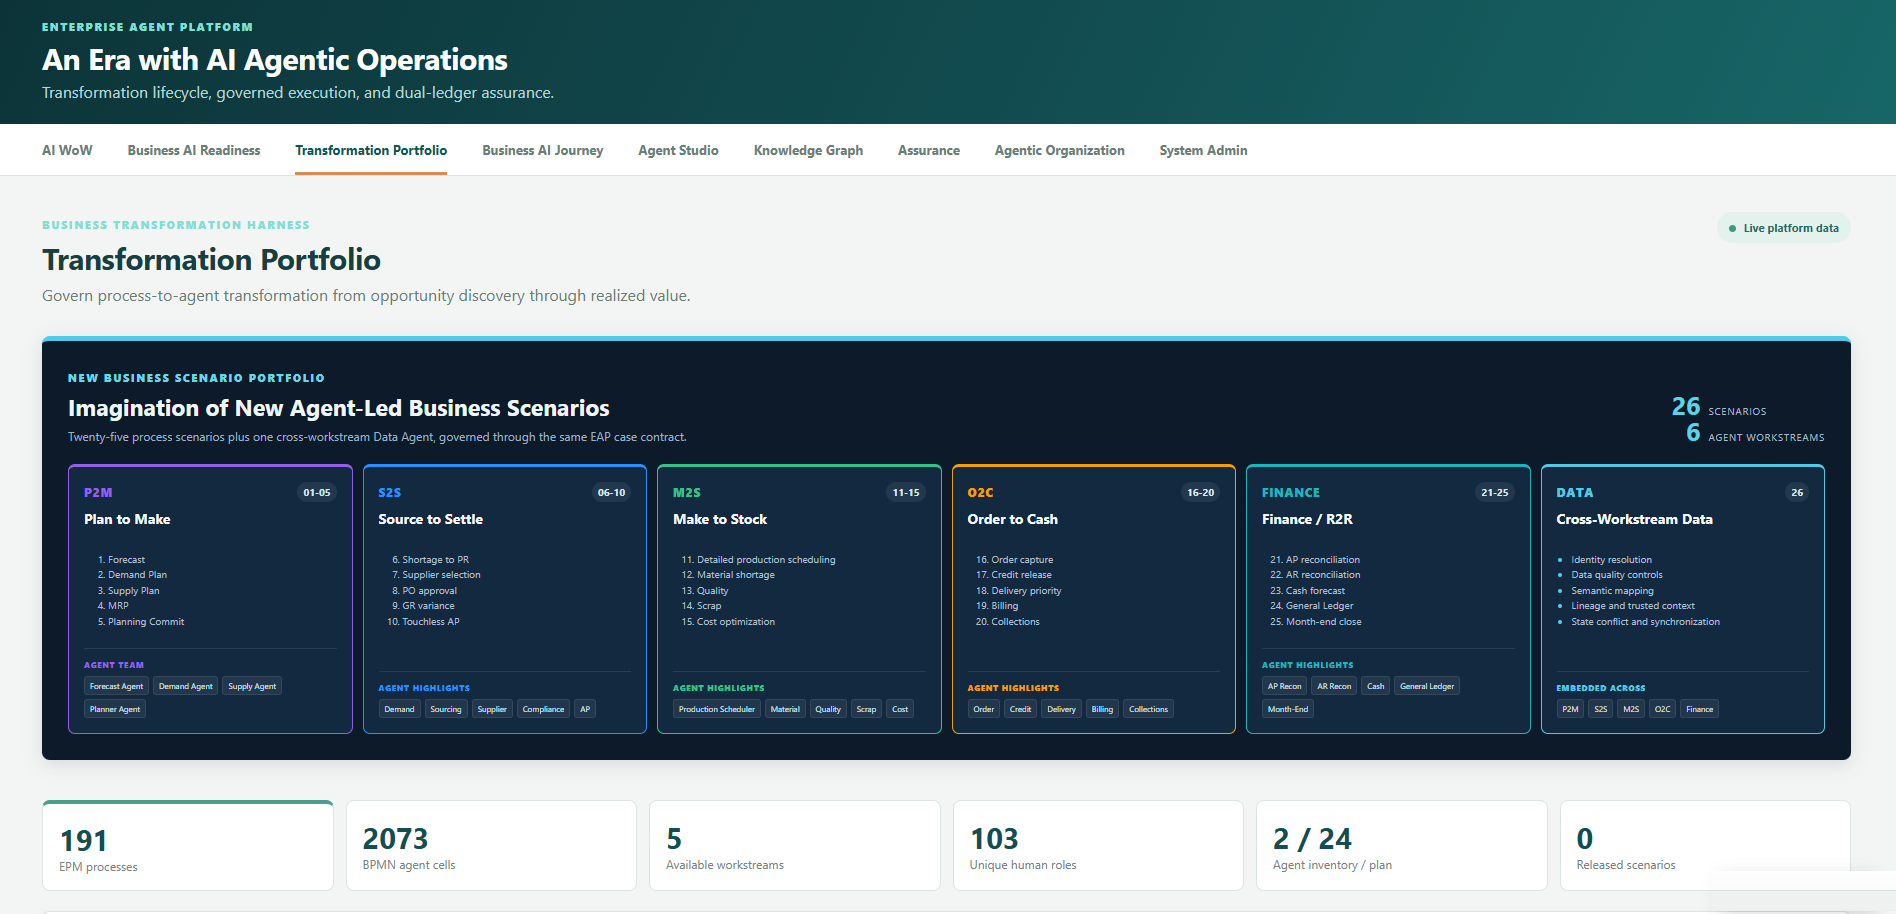 ENTERPRISE AGENT PLATFORM
An Era with AI Agentic Operations
Transformation lifecycle, governed execution, and dual-ledger assurance.
AI WoW
Business AI Readiness
Transformation Portfolio
Business AI Journey
Agent Studio
Knowledge Graph
Assurance
Agentic Organization
System Admin
BUSINESS TRANSFORMATION HARNESS
Live platform data
Transformation Portfolio
Govern process-to-agent transformation from opportunity discovery through realized value.
NEW BUSINESS SCENARIO PORTFOLIO
Imagination of New Agent-Led Business Scenarios
Twenty-five process scenarios plus one cross-workstream Data Agent, governed through the same EAP case contract.
26 SCENARIOS
6 AGENT WORKSTREAMS
P2M 01-05
Plan to Make
1. Forecast
2. Demand Plan
3. Supply Plan
4. MRP
5. Planning Commit
AGENT TEAM
Forecast Agent Demand Agent Supply Agent
Planner Agent
S2S 06-10
Source to Settle
6. Shortage to PR
7. Supplier selection
8. PO approval
9. GR variance
10. Touchless AP
AGENT HIGHLIGHTS
Demand Sourcing Supplier Compliance AP
M2S 11-15
Make to Stock
11. Detailed production scheduling
12. Material shortage
13. Quality
14. Scrap
15. Cost optimization
AGENT HIGHLIGHTS
Production Scheduler Material Quality Scrap Cost
O2C 16-20
Order to Cash
16. Order capture
17. Credit release
18. Delivery priority
19. Billing
20. Collections
AGENT HIGHLIGHTS
Order Credit Delivery Billing Collections
FINANCE 21-25
Finance / R2R
21. AP reconciliation
22. AR reconciliation
23. Cash forecast
24. General Ledger
25. Month-end close
AGENT HIGHLIGHTS
AP Recon AR Recon Cash General Ledger
Month-End
DATA 26
Cross-Workstream Data
Identity resolution
Data quality controls
Semantic mapping
Lineage and trusted context
State conflict and synchronization
EMBEDDED ACROSS
P2M S2S M2S O2C Finance
191
EPM processes
2073
BPMN agent cells
5
Available workstreams
103
Unique human roles
2 / 24
Agent inventory / plan
0
Released scenarios